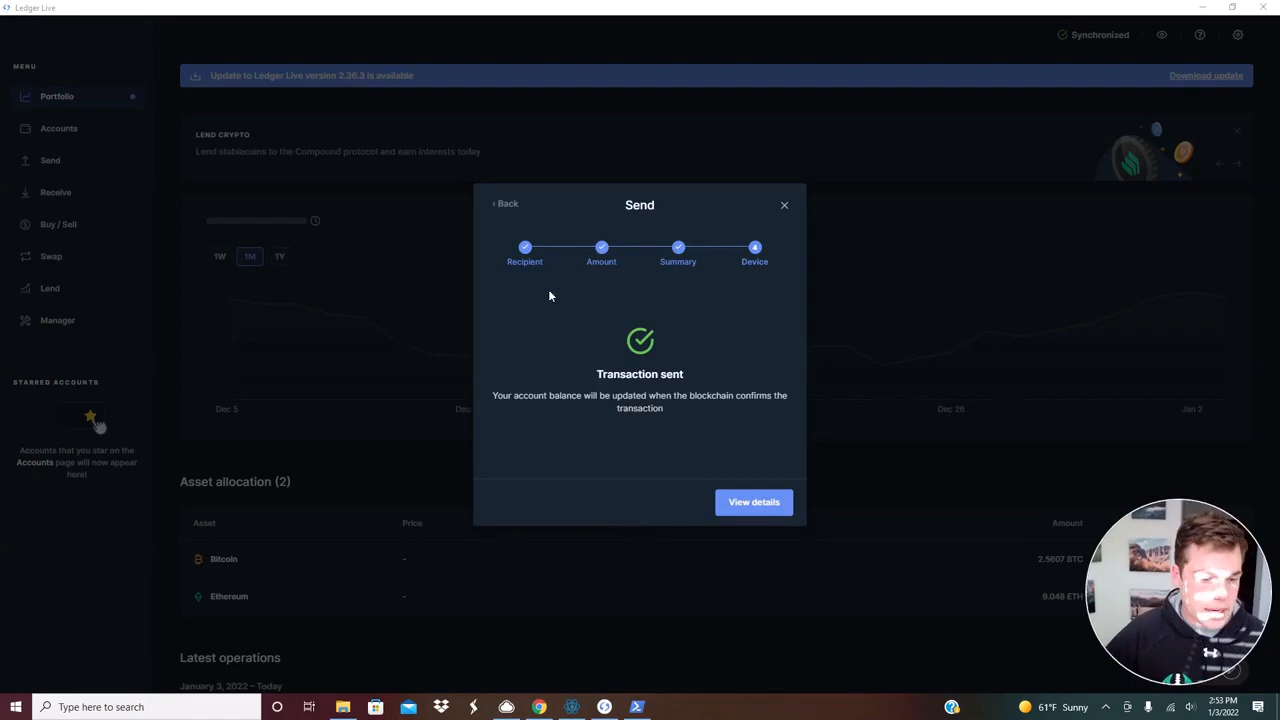 Ledger Live
MENU
Synchronized
Update to Ledger Live version 2.36.3 is available
Download update
Portfolio
Accounts
Send
Receive
Buy / Sell
Swap
Lend
Manager
LEND CRYPTO
Lend stablecoins to the Compound protocol and earn interests today
1W
1M
1Y
‹ Back
Send
Recipient
Amount
Summary
4
Device
Transaction sent
Your account balance will be updated when the blockchain confirms the
transaction
View details
Dec 5
Dec
Dec 26
Jan 2
STARRED ACCOUNTS
Accounts that you star on the
Accounts page will now appear
here!
Asset allocation (2)
Asset
Price
Amount
Bitcoin
-
2.5607 BTC
Ethereum
-
9.048 ETH
Latest operations
January 3, 2022 – Today
Type here to search
61°F Sunny
2:53 PM
1/3/2022